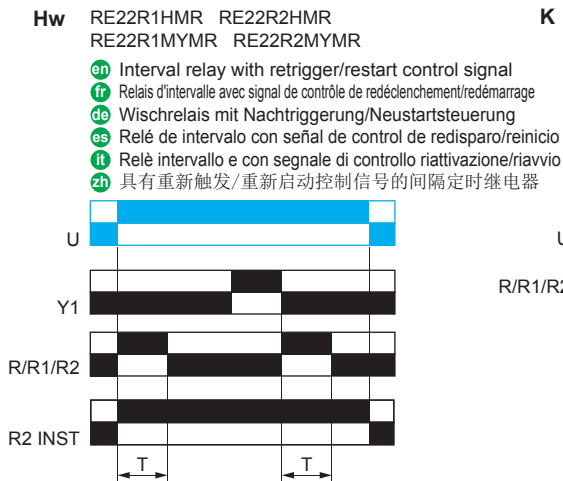 Hw RE22R1HMR RE22R2HMR
RE22R1MYMR RE22R2MYMR
en Interval relay with retrigger/restart control signal
fr Relais d'intervalle avec signal de contrôle de redéclenchement/redémarrage
de Wischrelais mit Nachtriggerung/Neustartsteuerung
es Relé de intervalo con señal de control de redisparo/reinicio
it Relè intervallo e con segnale di controllo riattivazione/riavvio
zh 具有重新触发/重新启动控制信号的间隔定时继电器
U
Y1
R/R1/R2
R2 INST
T T
K
U
R/R1/R2